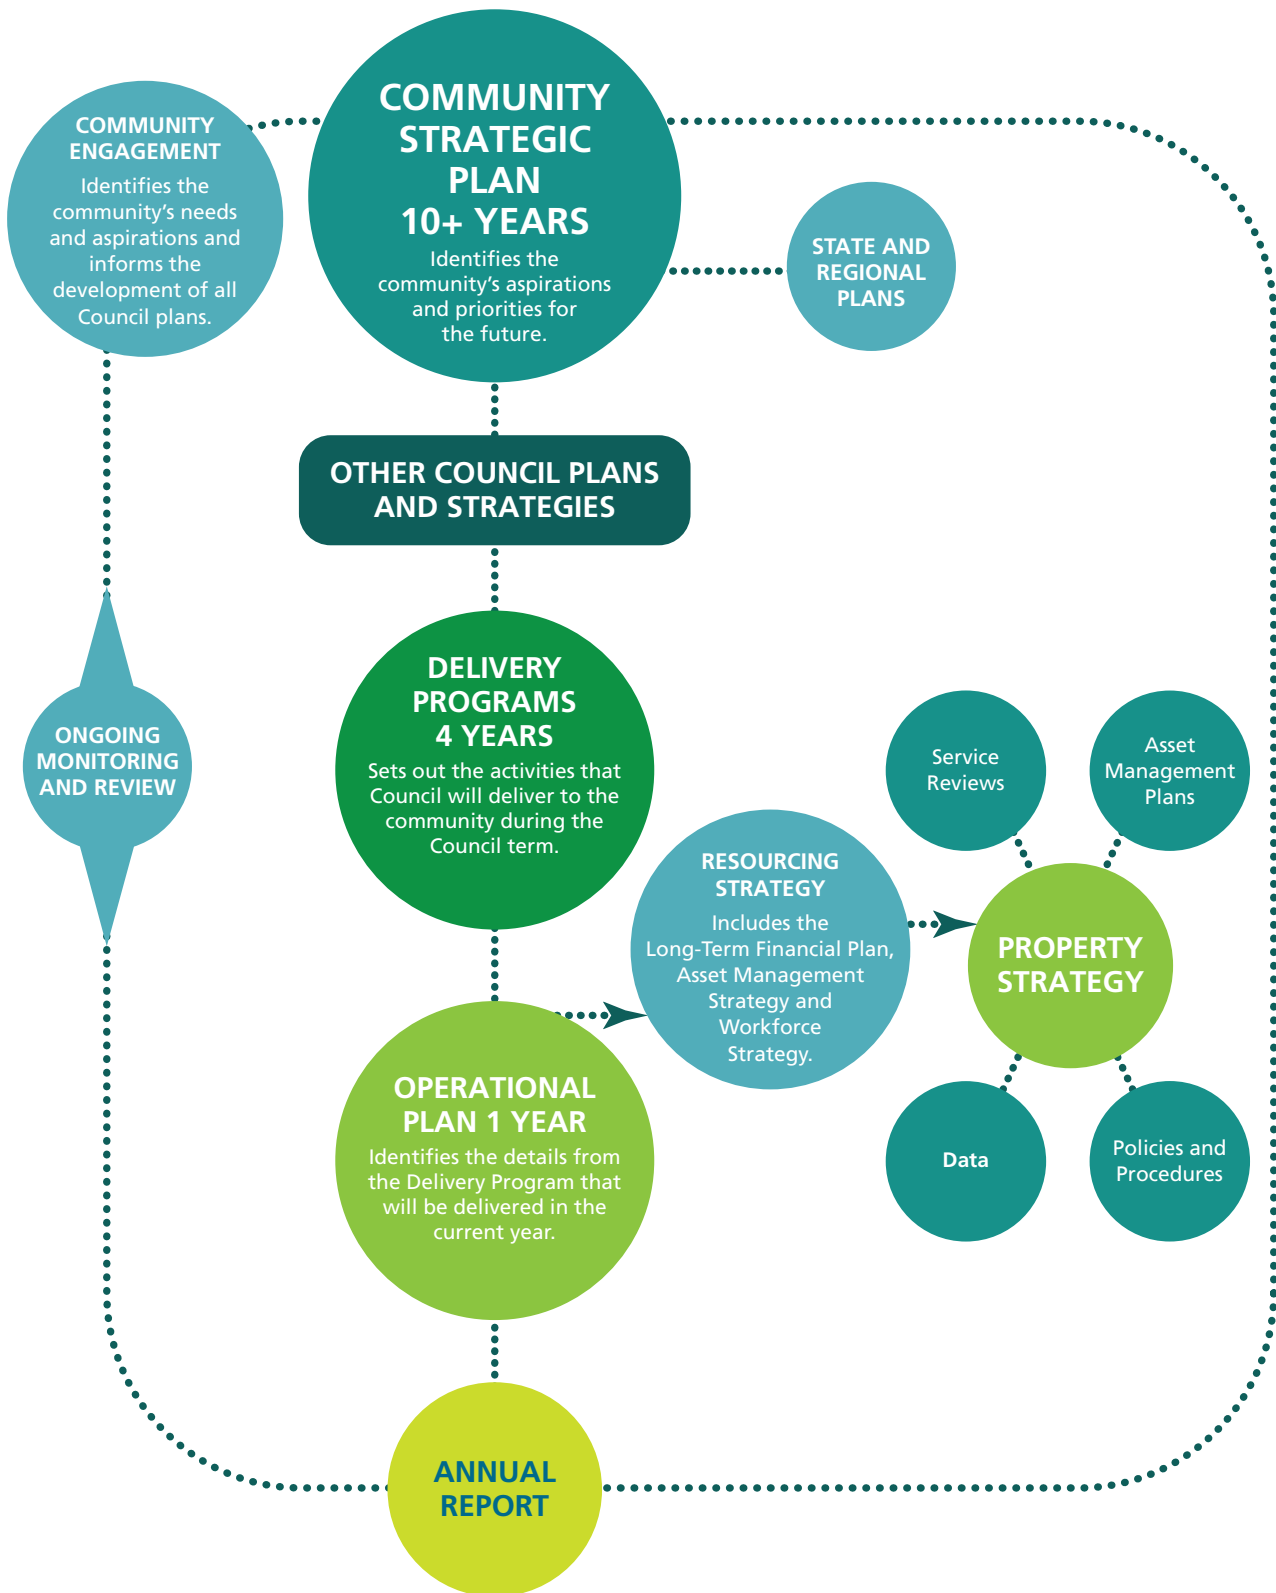 COMMUNITY
STRATEGIC
PLAN
10+ YEARS
Identifies the
community’s aspirations
and priorities for
the future.
COMMUNITY
ENGAGEMENT
Identifies the
community’s needs
and aspirations and
informs the
development of all
Council plans.
STATE AND
REGIONAL
PLANS
OTHER COUNCIL PLANS
AND STRATEGIES
DELIVERY
PROGRAMS
4 YEARS
Sets out the activities that
Council will deliver to the
community during the
Council term.
ONGOING
MONITORING
AND REVIEW
Service
Reviews
Asset
Management
Plans
RESOURCING
STRATEGY
Includes the
Long-Term Financial Plan,
Asset Management
Strategy and
Workforce
Strategy.
PROPERTY
STRATEGY
OPERATIONAL
PLAN 1 YEAR
Identifies the details from
the Delivery Program that
will be delivered in the
current year.
Data
Policies and
Procedures
ANNUAL
REPORT